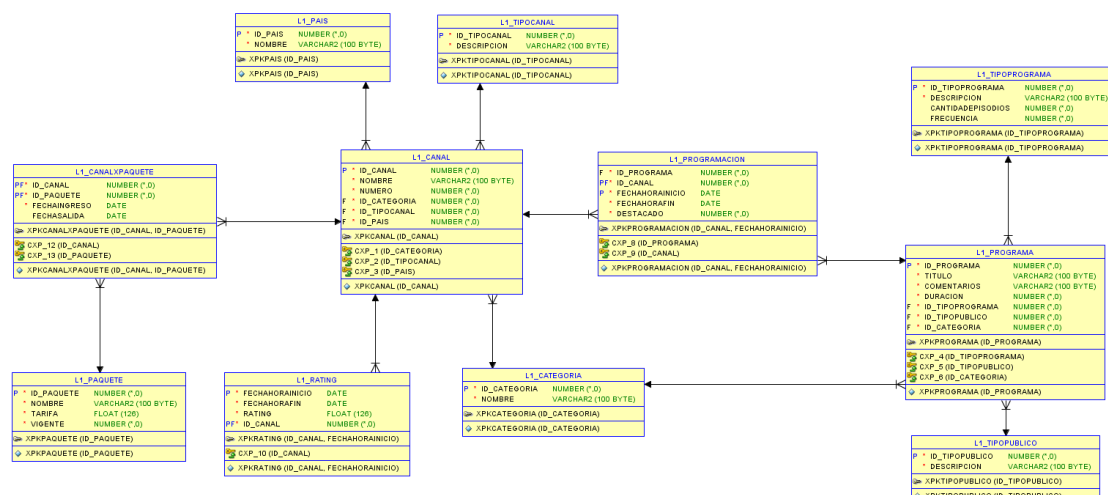 L1_PAIS
P * ID_PAIS NUMBER (*,0)
* NOMBRE VARCHAR2 (100 BYTE)
XPKPAIS (ID_PAIS)
XPKPAIS (ID_PAIS)
L1_TIPOCANAL
P * ID_TIPOCANAL NUMBER (*,0)
* DESCRIPCION VARCHAR2 (100 BYTE)
XPKTIPOCANAL (ID_TIPOCANAL)
XPKTIPOCANAL (ID_TIPOCANAL)
L1_TIPOPROGRAMA
P * ID_TIPOPROGRAMA NUMBER (*,0)
* DESCRIPCION VARCHAR2 (100 BYTE)
CANTIDADEPISODIOS NUMBER (*,0)
FRECUENCIA NUMBER (*,0)
XPKTIPOPROGRAMA (ID_TIPOPROGRAMA)
XPKTIPOPROGRAMA (ID_TIPOPROGRAMA)
L1_CANALXPAQUETE
PF* ID_CANAL NUMBER (*,0)
PF* ID_PAQUETE NUMBER (*,0)
* FECHAINGRESO DATE
FECHASALIDA DATE
XPKCANALXPAQUETE (ID_CANAL, ID_PAQUETE)
CXP_12 (ID_CANAL)
CXP_13 (ID_PAQUETE)
XPKCANALXPAQUETE (ID_CANAL, ID_PAQUETE)
L1_CANAL
P * ID_CANAL NUMBER (*,0)
* NOMBRE VARCHAR2 (100 BYTE)
* NUMERO NUMBER (*,0)
F * ID_CATEGORIA NUMBER (*,0)
F * ID_TIPOCANAL NUMBER (*,0)
F * ID_PAIS NUMBER (*,0)
XPKCANAL (ID_CANAL)
CXP_1 (ID_CATEGORIA)
CXP_2 (ID_TIPOCANAL)
CXP_3 (ID_PAIS)
XPKCANAL (ID_CANAL)
L1_PROGRAMACION
F * ID_PROGRAMA NUMBER (*,0)
PF* ID_CANAL NUMBER (*,0)
P * FECHAHORAINICIO DATE
* FECHAHORAFIN DATE
* DESTACADO NUMBER (*,0)
XPKPROGRAMACION (ID_CANAL, FECHAHORAINICIO)
CXP_8 (ID_PROGRAMA)
CXP_9 (ID_CANAL)
XPKPROGRAMACION (ID_CANAL, FECHAHORAINICIO)
L1_PROGRAMA
P * ID_PROGRAMA NUMBER (*,0)
* TITULO VARCHAR2 (100 BYTE)
* COMENTARIOS VARCHAR2 (100 BYTE)
* DURACION NUMBER (*,0)
F * ID_TIPOPROGRAMA NUMBER (*,0)
F * ID_TIPOPUBLICO NUMBER (*,0)
F * ID_CATEGORIA NUMBER (*,0)
XPKPROGRAMA (ID_PROGRAMA)
CXP_4 (ID_TIPOPROGRAMA)
CXP_5 (ID_TIPOPUBLICO)
CXP_6 (ID_CATEGORIA)
XPKPROGRAMA (ID_PROGRAMA)
L1_PAQUETE
P * ID_PAQUETE NUMBER (*,0)
* NOMBRE VARCHAR2 (100 BYTE)
* TARIFA FLOAT (126)
* VIGENTE NUMBER (*,0)
XPKPAQUETE (ID_PAQUETE)
XPKPAQUETE (ID_PAQUETE)
L1_RATING
P * FECHAHORAINICIO DATE
* FECHAHORAFIN DATE
* RATING FLOAT (126)
PF* ID_CANAL NUMBER (*,0)
XPKRATING (ID_CANAL, FECHAHORAINICIO)
CXP_10 (ID_CANAL)
XPKRATING (ID_CANAL, FECHAHORAINICIO)
L1_CATEGORIA
P * ID_CATEGORIA NUMBER (*,0)
* NOMBRE VARCHAR2 (100 BYTE)
XPKCATEGORIA (ID_CATEGORIA)
XPKCATEGORIA (ID_CATEGORIA)
L1_TIPOPUBLICO
P * ID_TIPOPUBLICO NUMBER (*,0)
* DESCRIPCION VARCHAR2 (100 BYTE)
XPKTIPOPUBLICO (ID_TIPOPUBLICO)
XPKTIPOPUBLICO (ID_TIPOPUBLICO)